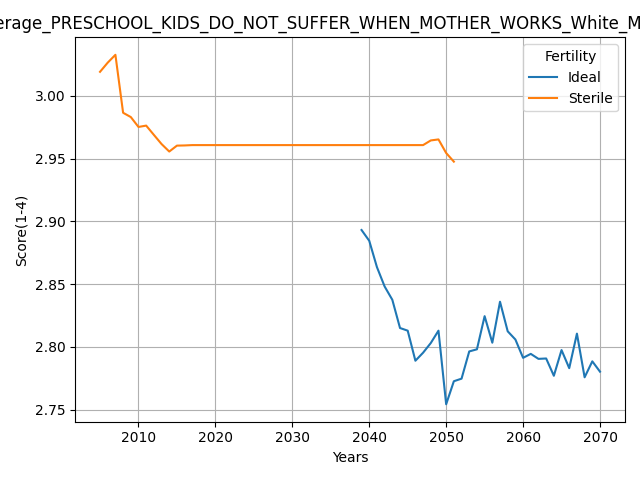 erage_PRESCHOOL_KIDS_DO_NOT_SUFFER_WHEN_MOTHER_WORKS_White_M
Fertility
Ideal
Sterile
3.00
2.95
2.90
2.85
2.80
2.75
Score(1-4)
2010 2020 2030 2040 2050 2060 2070
Years